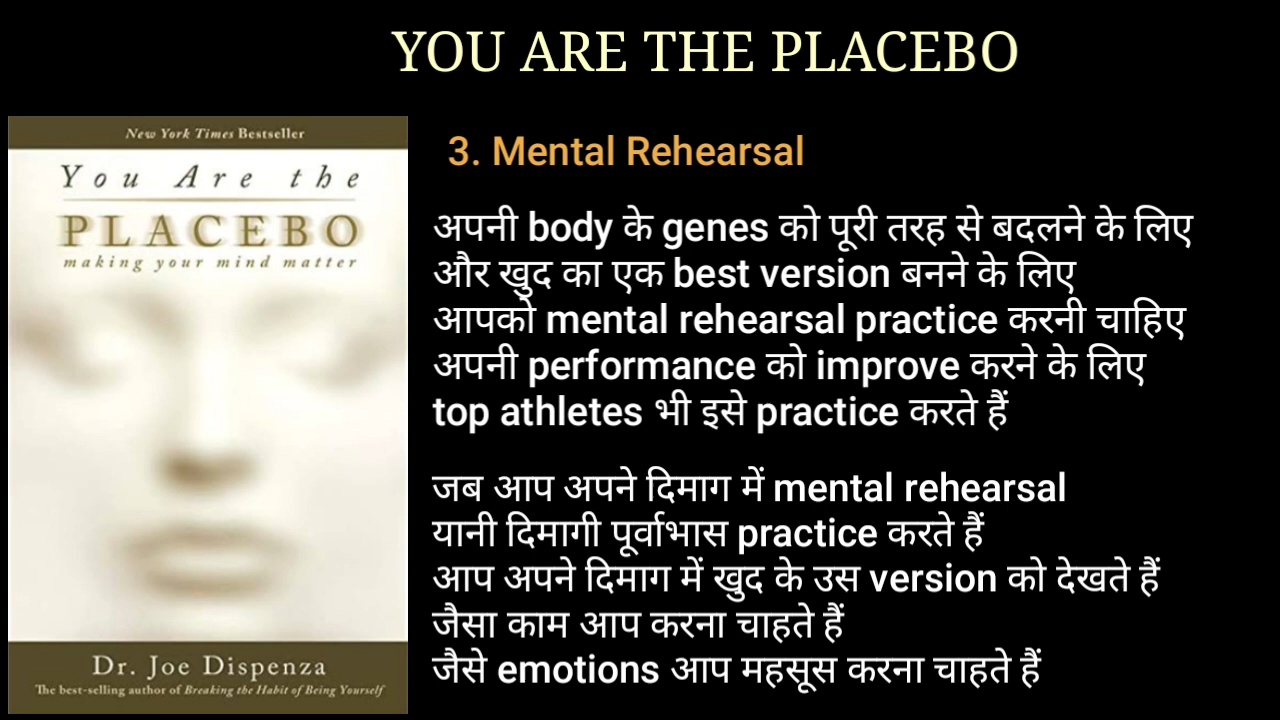 YOU ARE THE PLACEBO
New York Times Bestseller
You Are the
PLACEBO
making your mind matter
Dr. Joe Dispenza
The best-selling author of Breaking the Habit of Being Yourself
3. Mental Rehearsal
अपनी body के genes को पूरी तरह से बदलने के लिए
और खुद का एक best version बनने के लिए
आपको mental rehearsal practice करनी चाहिए
अपनी performance को improve करने के लिए
top athletes भी इसे practice करते हैं
जब आप अपने दिमाग में mental rehearsal
यानी दिमागी पूर्वाभास practice करते हैं
आप अपने दिमाग में खुद के उस version को देखते हैं
जैसा काम आप करना चाहते हैं
जैसे emotions आप महसूस करना चाहते हैं